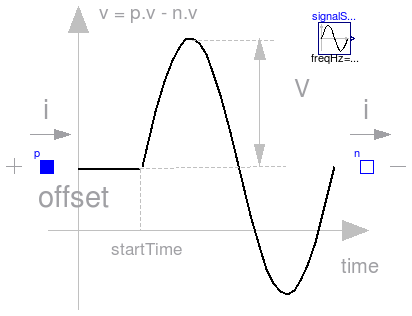 v = p.v - n.v
signalS...
freqHz=...
V
i
i
p
n
+
−
offset
startTime
time